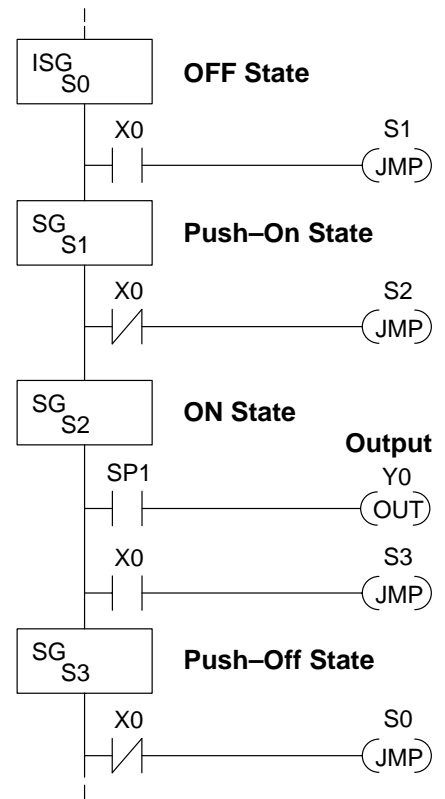 ISG
S0
OFF State
X0
S1
JMP
SG
S1
Push–On State
X0
S2
JMP
SG
S2
ON State
Output
SP1
Y0
OUT
X0
S3
JMP
SG
S3
Push–Off State
X0
S0
JMP